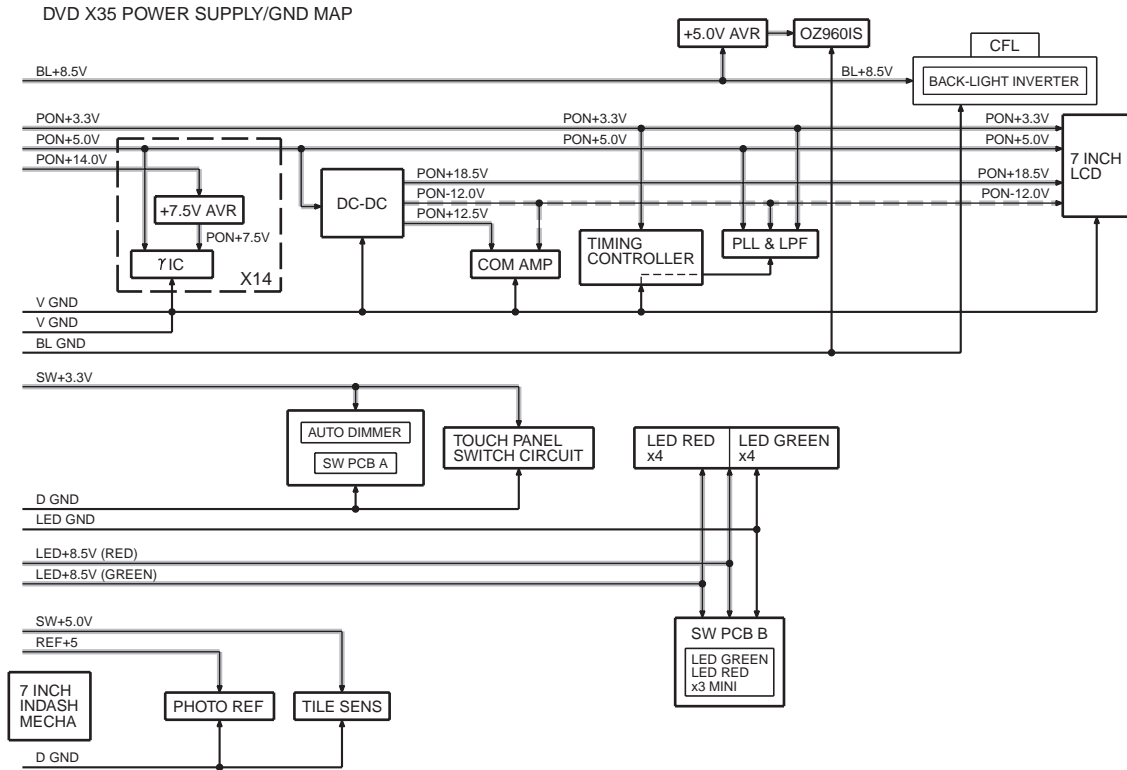 DVD X35 POWER SUPPLY/GND MAP
+5.0V AVR
OZ960IS
CFL
BL+8.5V
BL+8.5V
BACK-LIGHT INVERTER
PON+3.3V
PON+3.3V
PON+3.3V
PON+5.0V
PON+5.0V
PON+5.0V
PON+14.0V
7 INCH
LCD
+7.5V AVR
PON+7.5V
γ IC
X14
DC-DC
PON+18.5V
PON+18.5V
PON-12.0V
PON-12.0V
PON+12.5V
COM AMP
TIMING
CONTROLLER
PLL & LPF
V GND
V GND
BL GND
SW+3.3V
AUTO DIMMER
SW PCB A
TOUCH PANEL
SWITCH CIRCUIT
LED RED
x4
LED GREEN
x4
D GND
LED GND
LED+8.5V (RED)
LED+8.5V (GREEN)
SW PCB B
LED GREEN
LED RED
x3 MINI
SW+5.0V
REF+5
7 INCH
INDASH
MECHA
PHOTO REF
TILE SENS
D GND